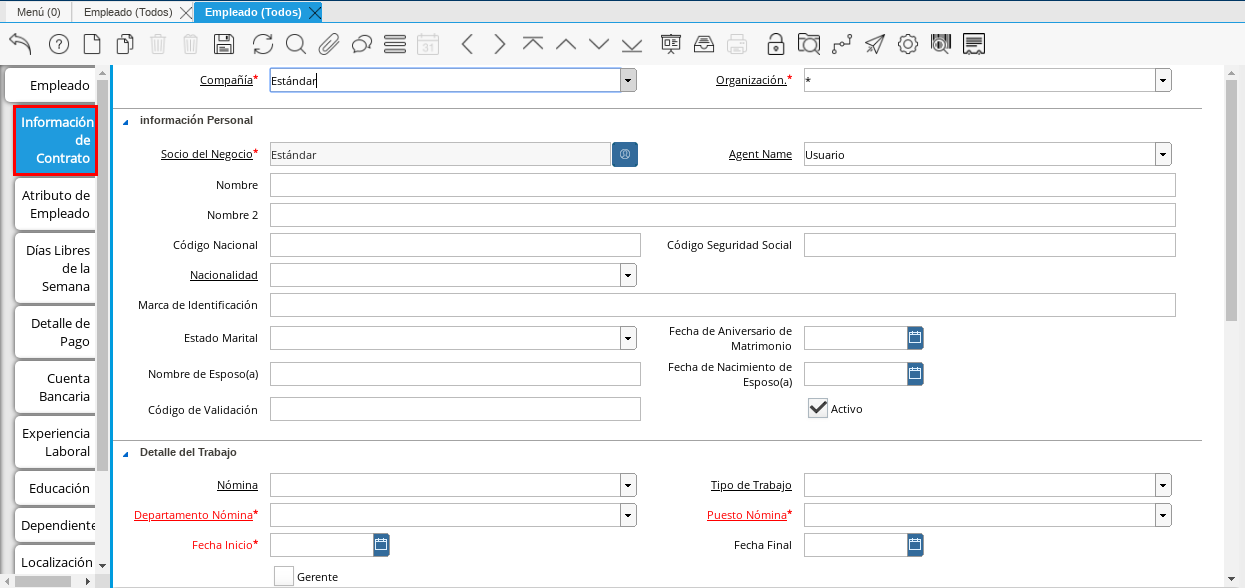 Menú (0)
Empleado (Todos)
Empleado (Todos)
31
Empleado
Información
de
Contrato
Atributo de
Empleado
Días Libres
de la
Semana
Detalle de
Pago
Cuenta
Bancaria
Experiencia
Laboral
Educación
Dependiente
Localización
Compañía*
Estándar
Organización.*
*
información Personal
Socio del Negocio*
Estándar
Agent Name
Usuario
Nombre
Nombre 2
Código Nacional
Código Seguridad Social
Nacionalidad
Marca de Identificación
Estado Marital
Fecha de Aniversario de
Matrimonio
Nombre de Esposo(a)
Fecha de Nacimiento de
Esposo(a)
Código de Validación
Activo
Detalle del Trabajo
Nómina
Tipo de Trabajo
Departamento Nómina*
Puesto Nómina*
Fecha Inicio*
Fecha Final
Gerente